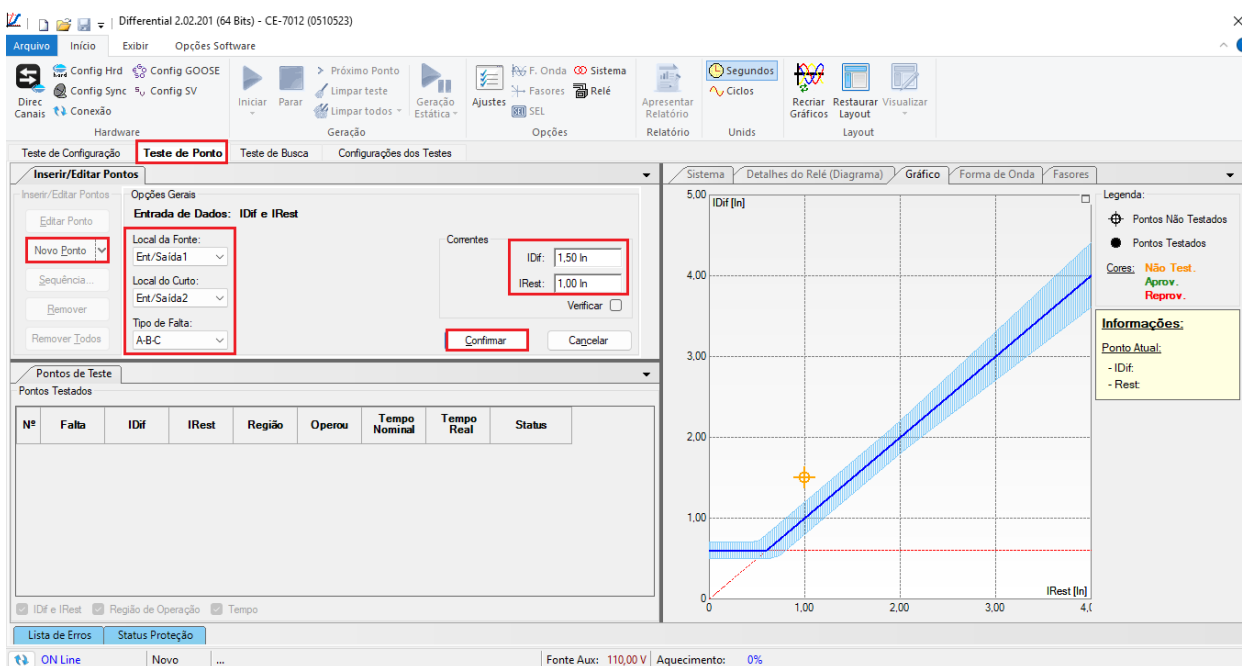 Differential 2.02.201 (64 Bits) - CE-7012 (0510523)
Arquivo Início Exibir Opções Software
Direc Canais
Config Hrd
Config Sync
Conexão
Config GOOSE
Config SV
Hardware
Iniciar
Parar
Próximo Ponto
Limpar teste
Limpar todos
Geração Estática
Geração
Ajustes
F. Onda
Fasores
SEL
Sistema
Relé
Opções
Apresentar Relatório
Relatório
Segundos
Ciclos
Unids
Recriar Gráficos
Restaurar Layout
Visualizar
Layout
Teste de Configuração Teste de Ponto Teste de Busca Configurações dos Testes
Inserir/Editar Pontos
Inserir/Editar Pontos
Editar Ponto
Novo Ponto
Sequência...
Remover
Remover Todos
Opções Gerais
Entrada de Dados: IDif e IRest
Local da Fonte:
Ent/Saída1
Local do Curto:
Ent/Saída2
Tipo de Falta:
A-B-C
Correntes
IDif: 1,50 In
IRest: 1,00 In
Verificar
Confirmar Cancelar
Pontos de Teste
Pontos Testados
Nº Falta IDif IRest Região Operou Tempo Nominal Tempo Real Status
IDif e IRest Região de Operação Tempo
Sistema Detalhes do Relé (Diagrama) Gráfico Forma de Onda Fasores
IDif [In]
5,00
4,00
3,00
2,00
1,00
0
IRest [In]
0 1,00 2,00 3,00 4,(
Legenda:
Pontos Não Testados
Pontos Testados
Cores: Não Test.
Aprov.
Reprov.
Informações:
Ponto Atual:
- IDif:
- Rest:
Lista de Erros Status Proteção
ON Line Novo ... Fonte Aux: 110,00 V Aquecimento: 0%